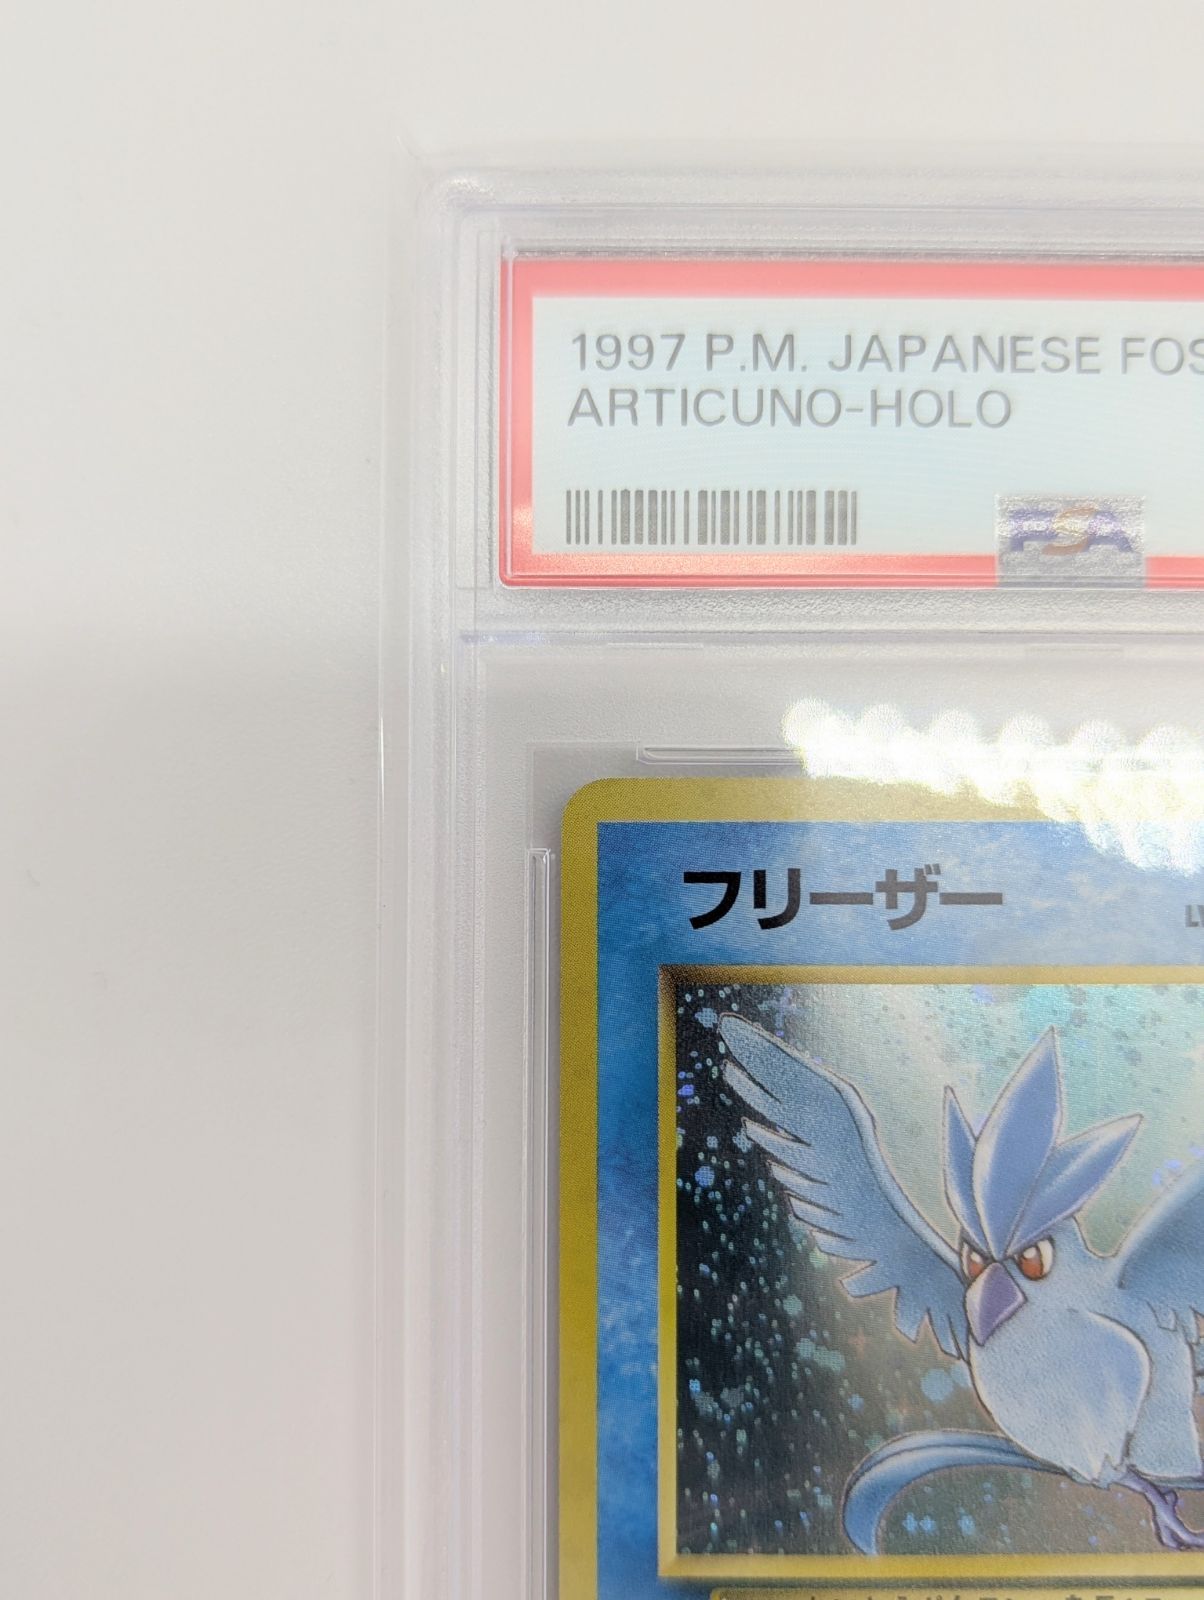 1997 P.M. JAPANESE FOS
ARTICUNO-HOLO
PSA
フリーザー